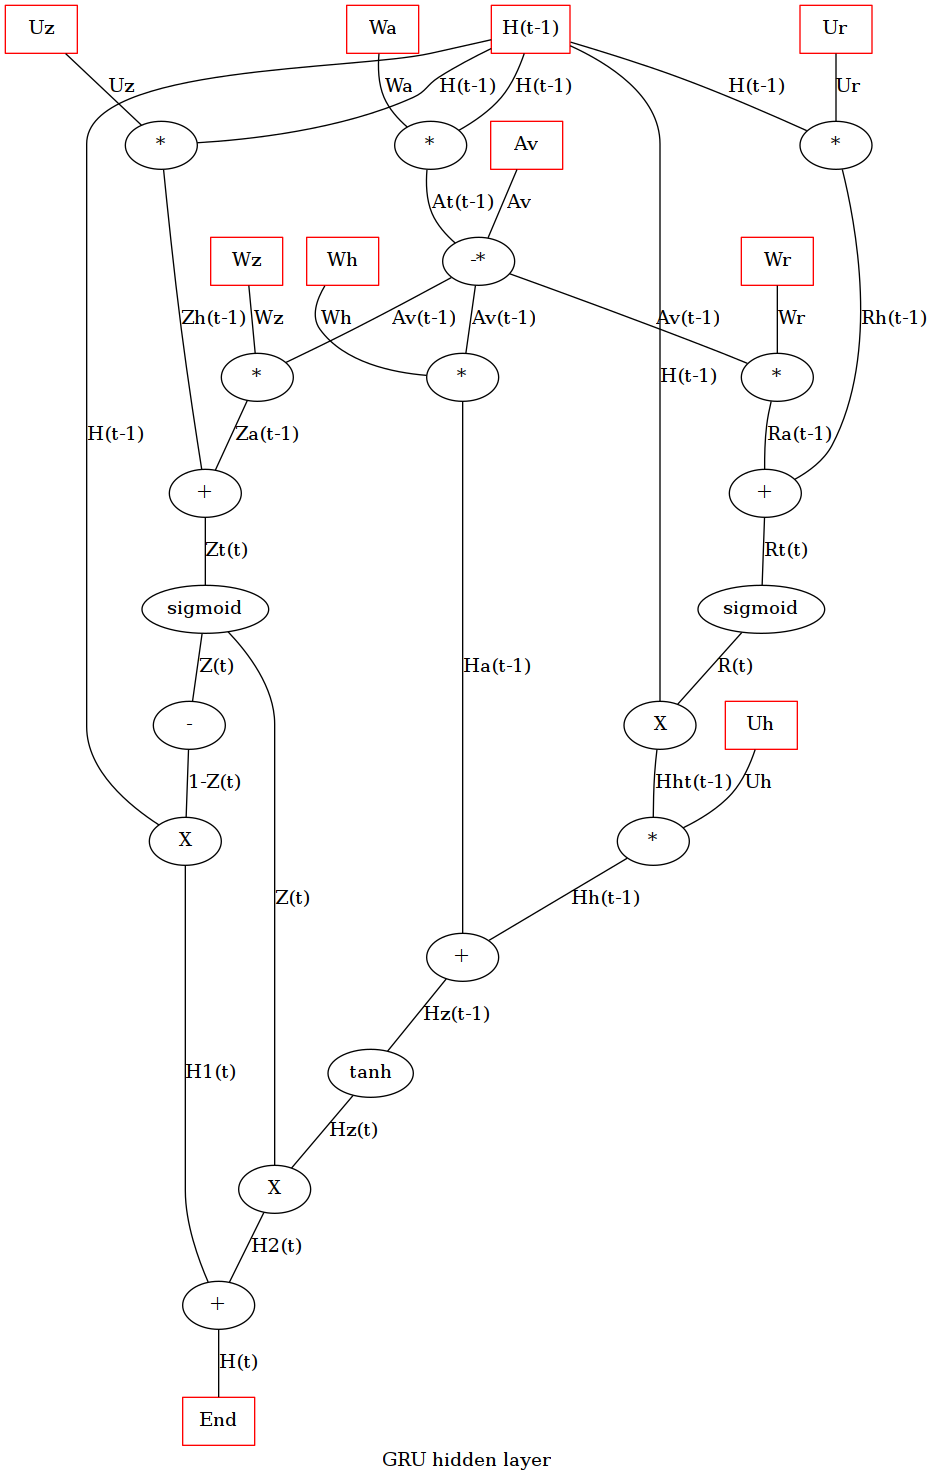 Uz
Wa
H(t-1)
Ur
Uz
Wa
H(t-1)
H(t-1)
H(t-1)
Ur
*
*
Av
*
At(t-1)
Av
Wz
Wh
-*
Wr
Zh(t-1)
Wz
Wh
Av(t-1)
Av(t-1)
Av(t-1)
Wr
Rh(t-1)
*
*
H(t-1)
*
H(t-1)
Za(t-1)
Ra(t-1)
+
+
Zt(t)
Rt(t)
sigmoid
sigmoid
Z(t)
Ha(t-1)
R(t)
-
X
Uh
1-Z(t)
Hht(t-1)
Uh
X
*
Z(t)
Hh(t-1)
+
Hz(t-1)
H1(t)
tanh
Hz(t)
X
H2(t)
+
H(t)
End
GRU hidden layer